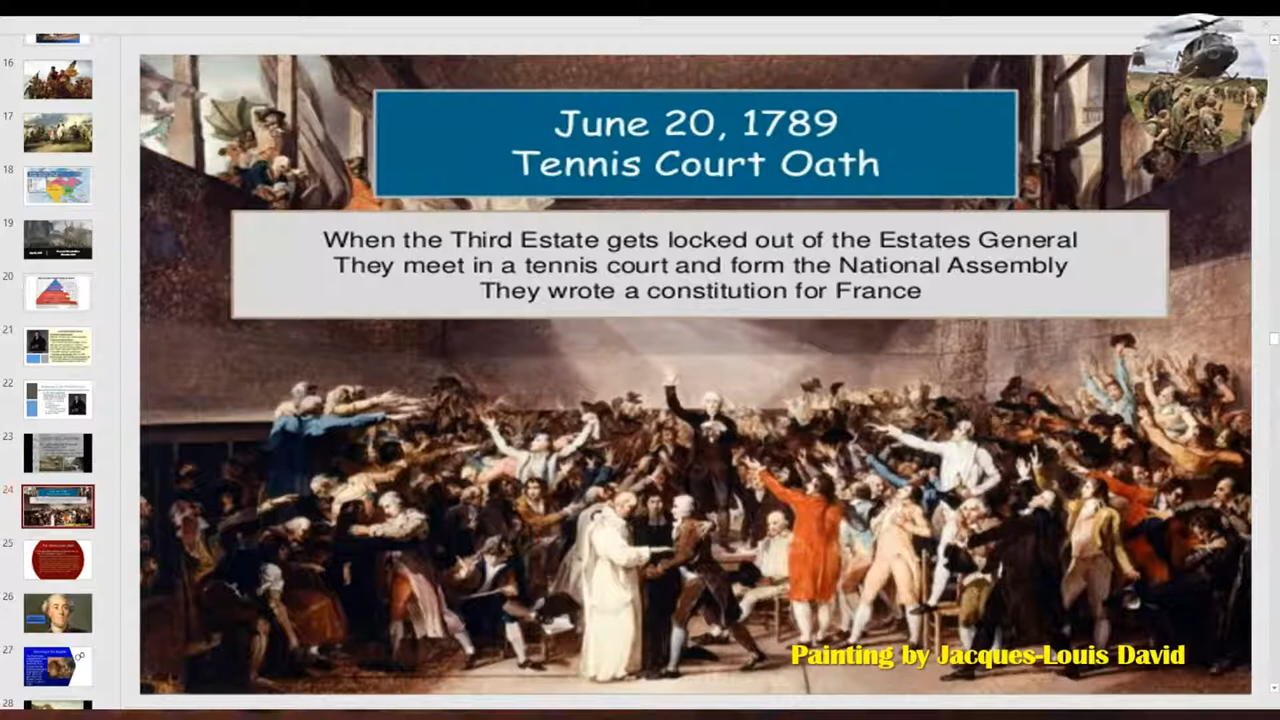 16
17
18
19
20
21
22
23
24
25
26
27
28
June 20, 1789
Tennis Court Oath
When the Third Estate gets locked out of the Estates General
They meet in a tennis court and form the National Assembly
They wrote a constitution for France
Painting by Jacques-Louis David